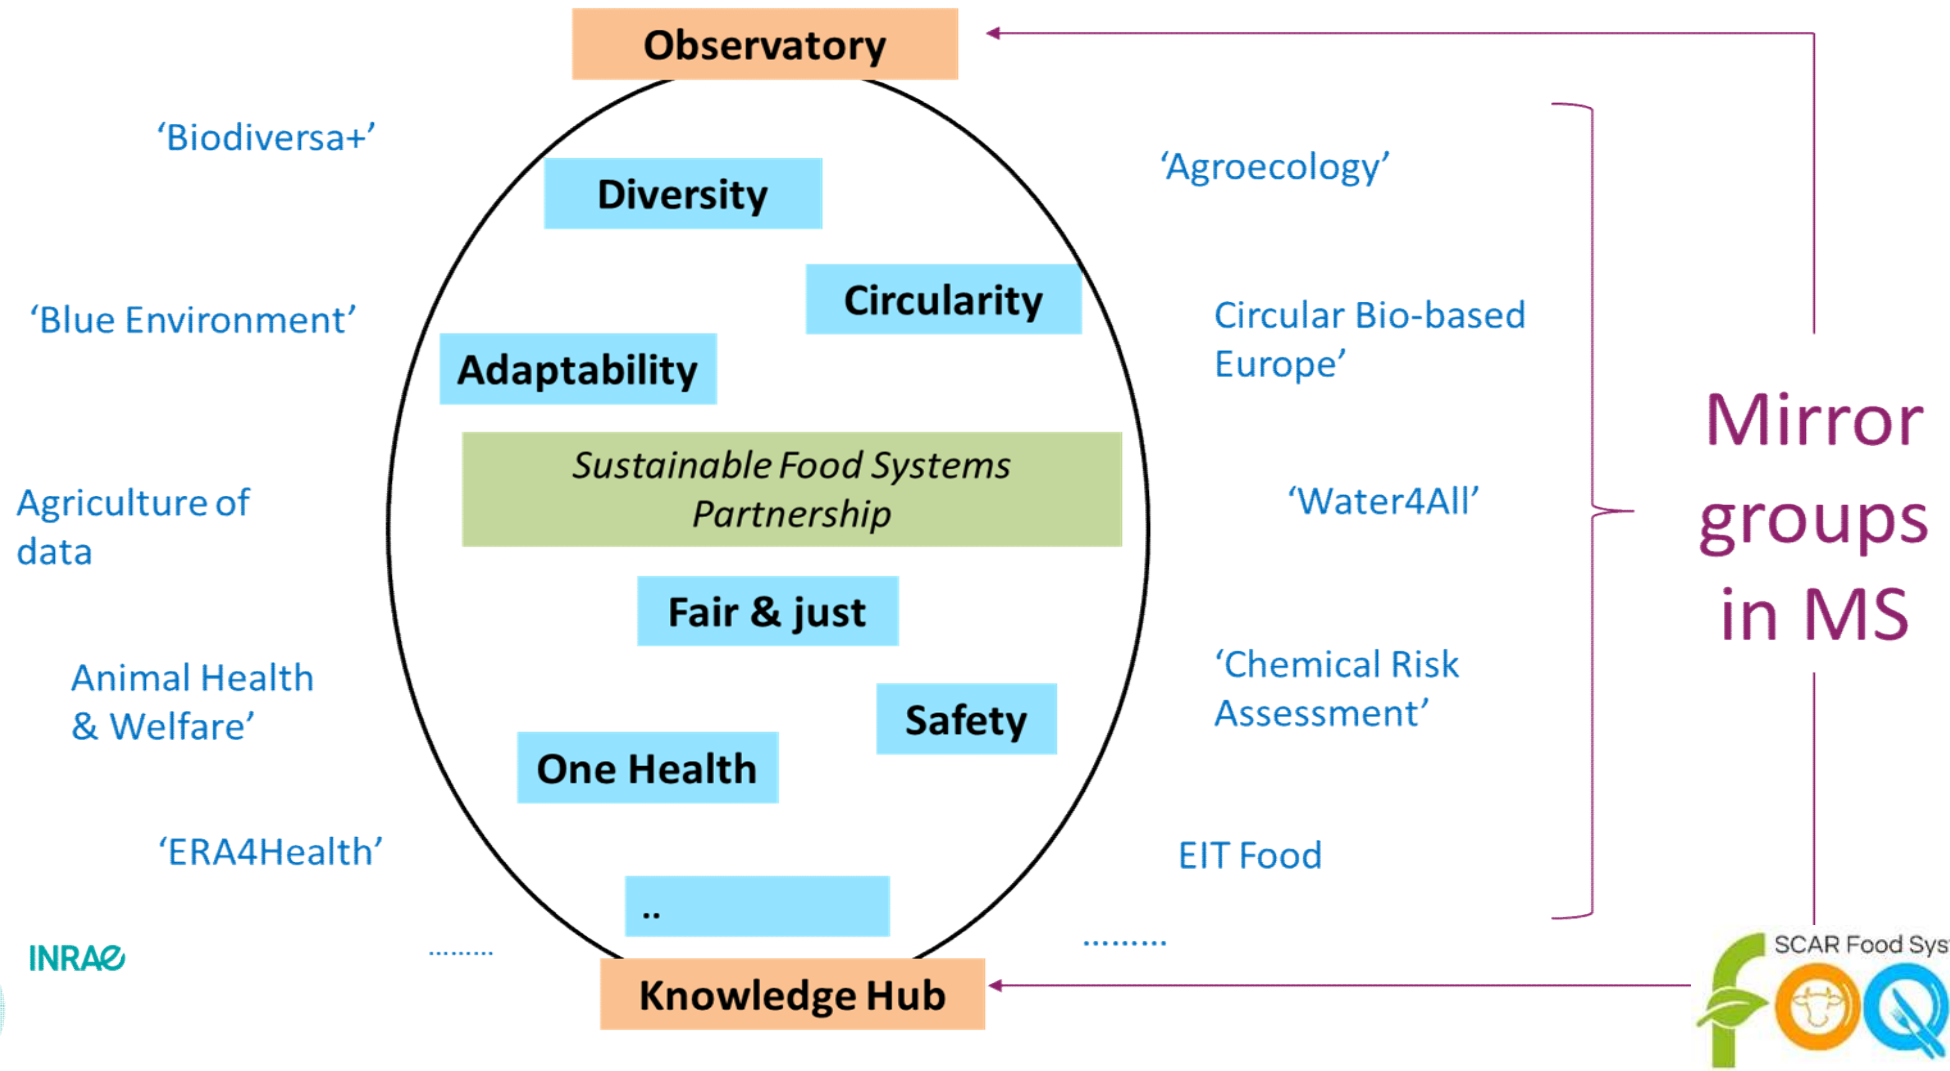 Observatory
‘Biodiversa+’
‘Agroecology’
Diversity
Circularity
‘Blue Environment’
Circular Bio-based
Europe’
Adaptability
Mirror
groups
in MS
Sustainable Food Systems
Partnership
Agriculture of
data
‘Water4All’
Fair & just
Animal Health
& Welfare’
‘Chemical Risk
Assessment’
Safety
One Health
‘ERA4Health’
EIT Food
..
INRAE
.........
.........
SCAR Food Sys
Knowledge Hub
foo